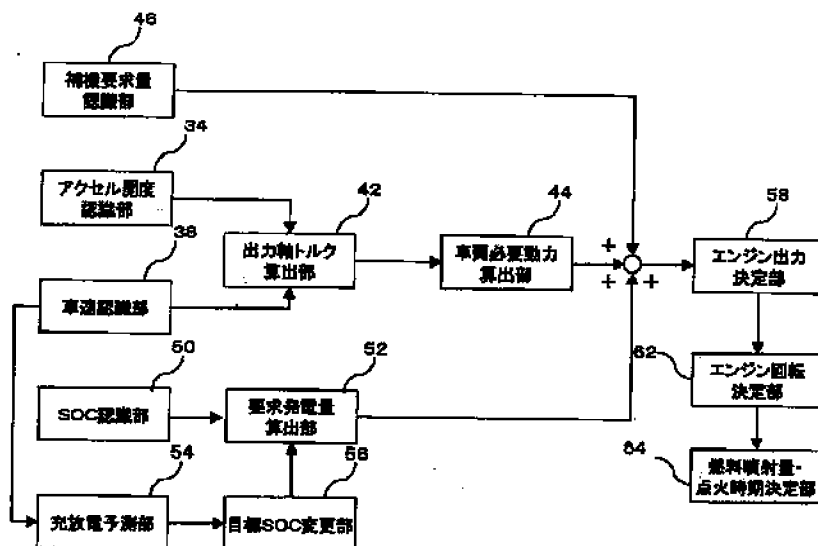 46
補機要求量
認識部
34
アクセル開度
認識部
38
車速認識部
42
出力軸トルク
算出部
44
車両必要動力
算出部
58
エンジン出力
決定部
+
+
+
50
SOC認識部
52
要求発電量
算出部
62
エンジン回転
決定部
54
充放電予測部
56
目標SOC変更部
64
燃料噴射量・
点火時期決定部